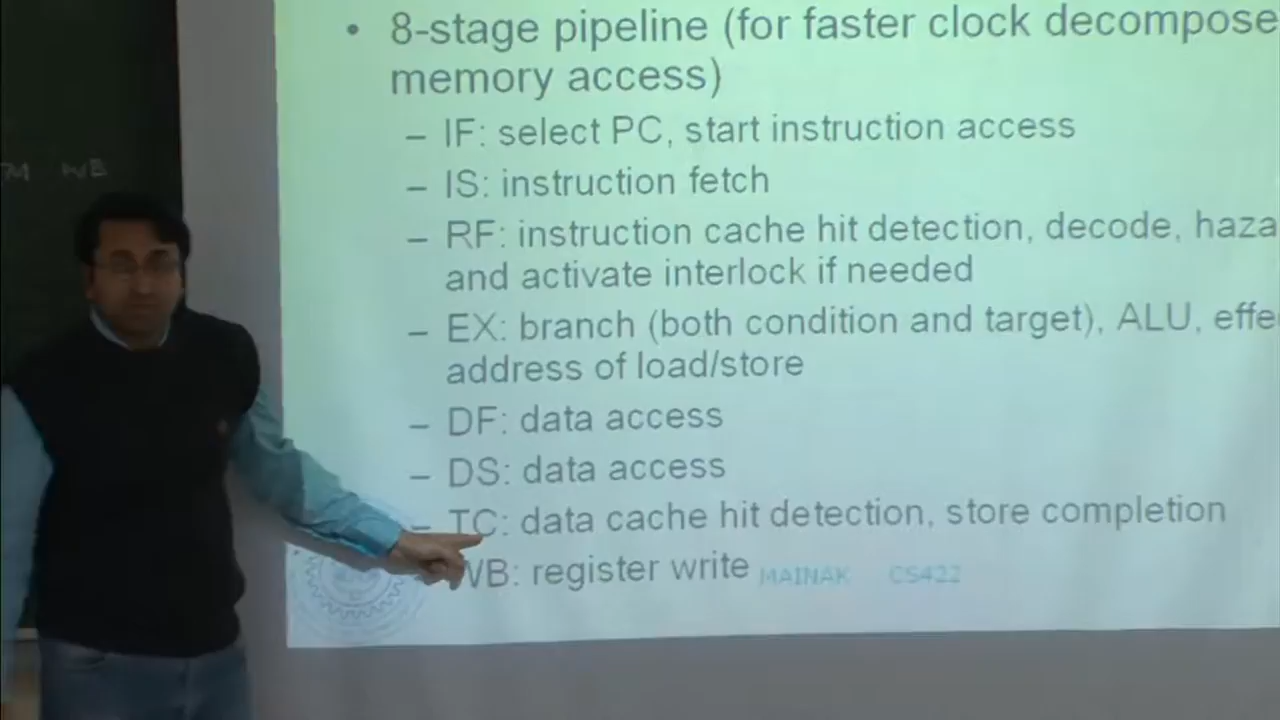 • 8-stage pipeline (for faster clock decompose
memory access)
– IF: select PC, start instruction access
– IS: instruction fetch
– RF: instruction cache hit detection, decode, haza
and activate interlock if needed
– EX: branch (both condition and target), ALU, effe
address of load/store
– DF: data access
– DS: data access
– TC: data cache hit detection, store completion
WB: register write
MAINAK CS422